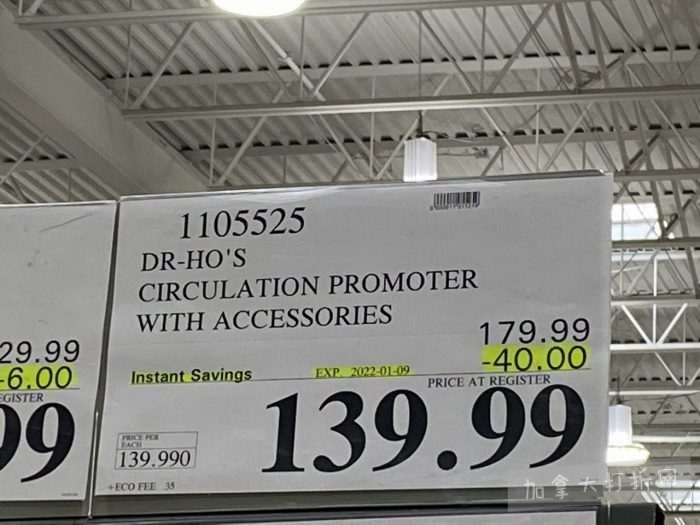 1105525
DR-HO'S
CIRCULATION PROMOTER
WITH ACCESSORIES
179.99
Instant Savings
EXP. 2022-01-09
-40.00
PRICE AT REGISTER
139.99
PRICE PER
EACH
139.990
+ECO FEE .35
29.99
-6.00
EGISTER
99
加拿大打折网